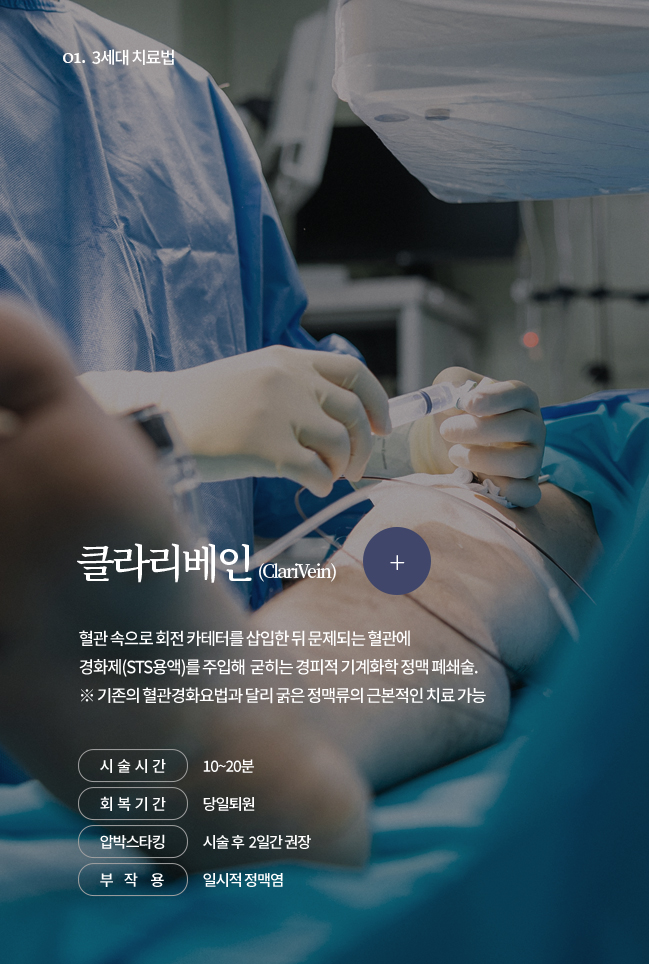 01. 3세대 치료법
클라리베인 (ClariVein) +
혈관 속으로 회전 카테터를 삽입한 뒤 문제되는 혈관에
경화제(STS용액)를 주입해 굳히는 경피적 기계화학 정맥 폐쇄술.
※ 기존의 혈관경화요법과 달리 굵은 정맥류의 근본적인 치료 가능
시술시간 10~20분
회복기간 당일퇴원
압박스타킹 시술 후 2일간 권장
부작용 일시적 정맥염